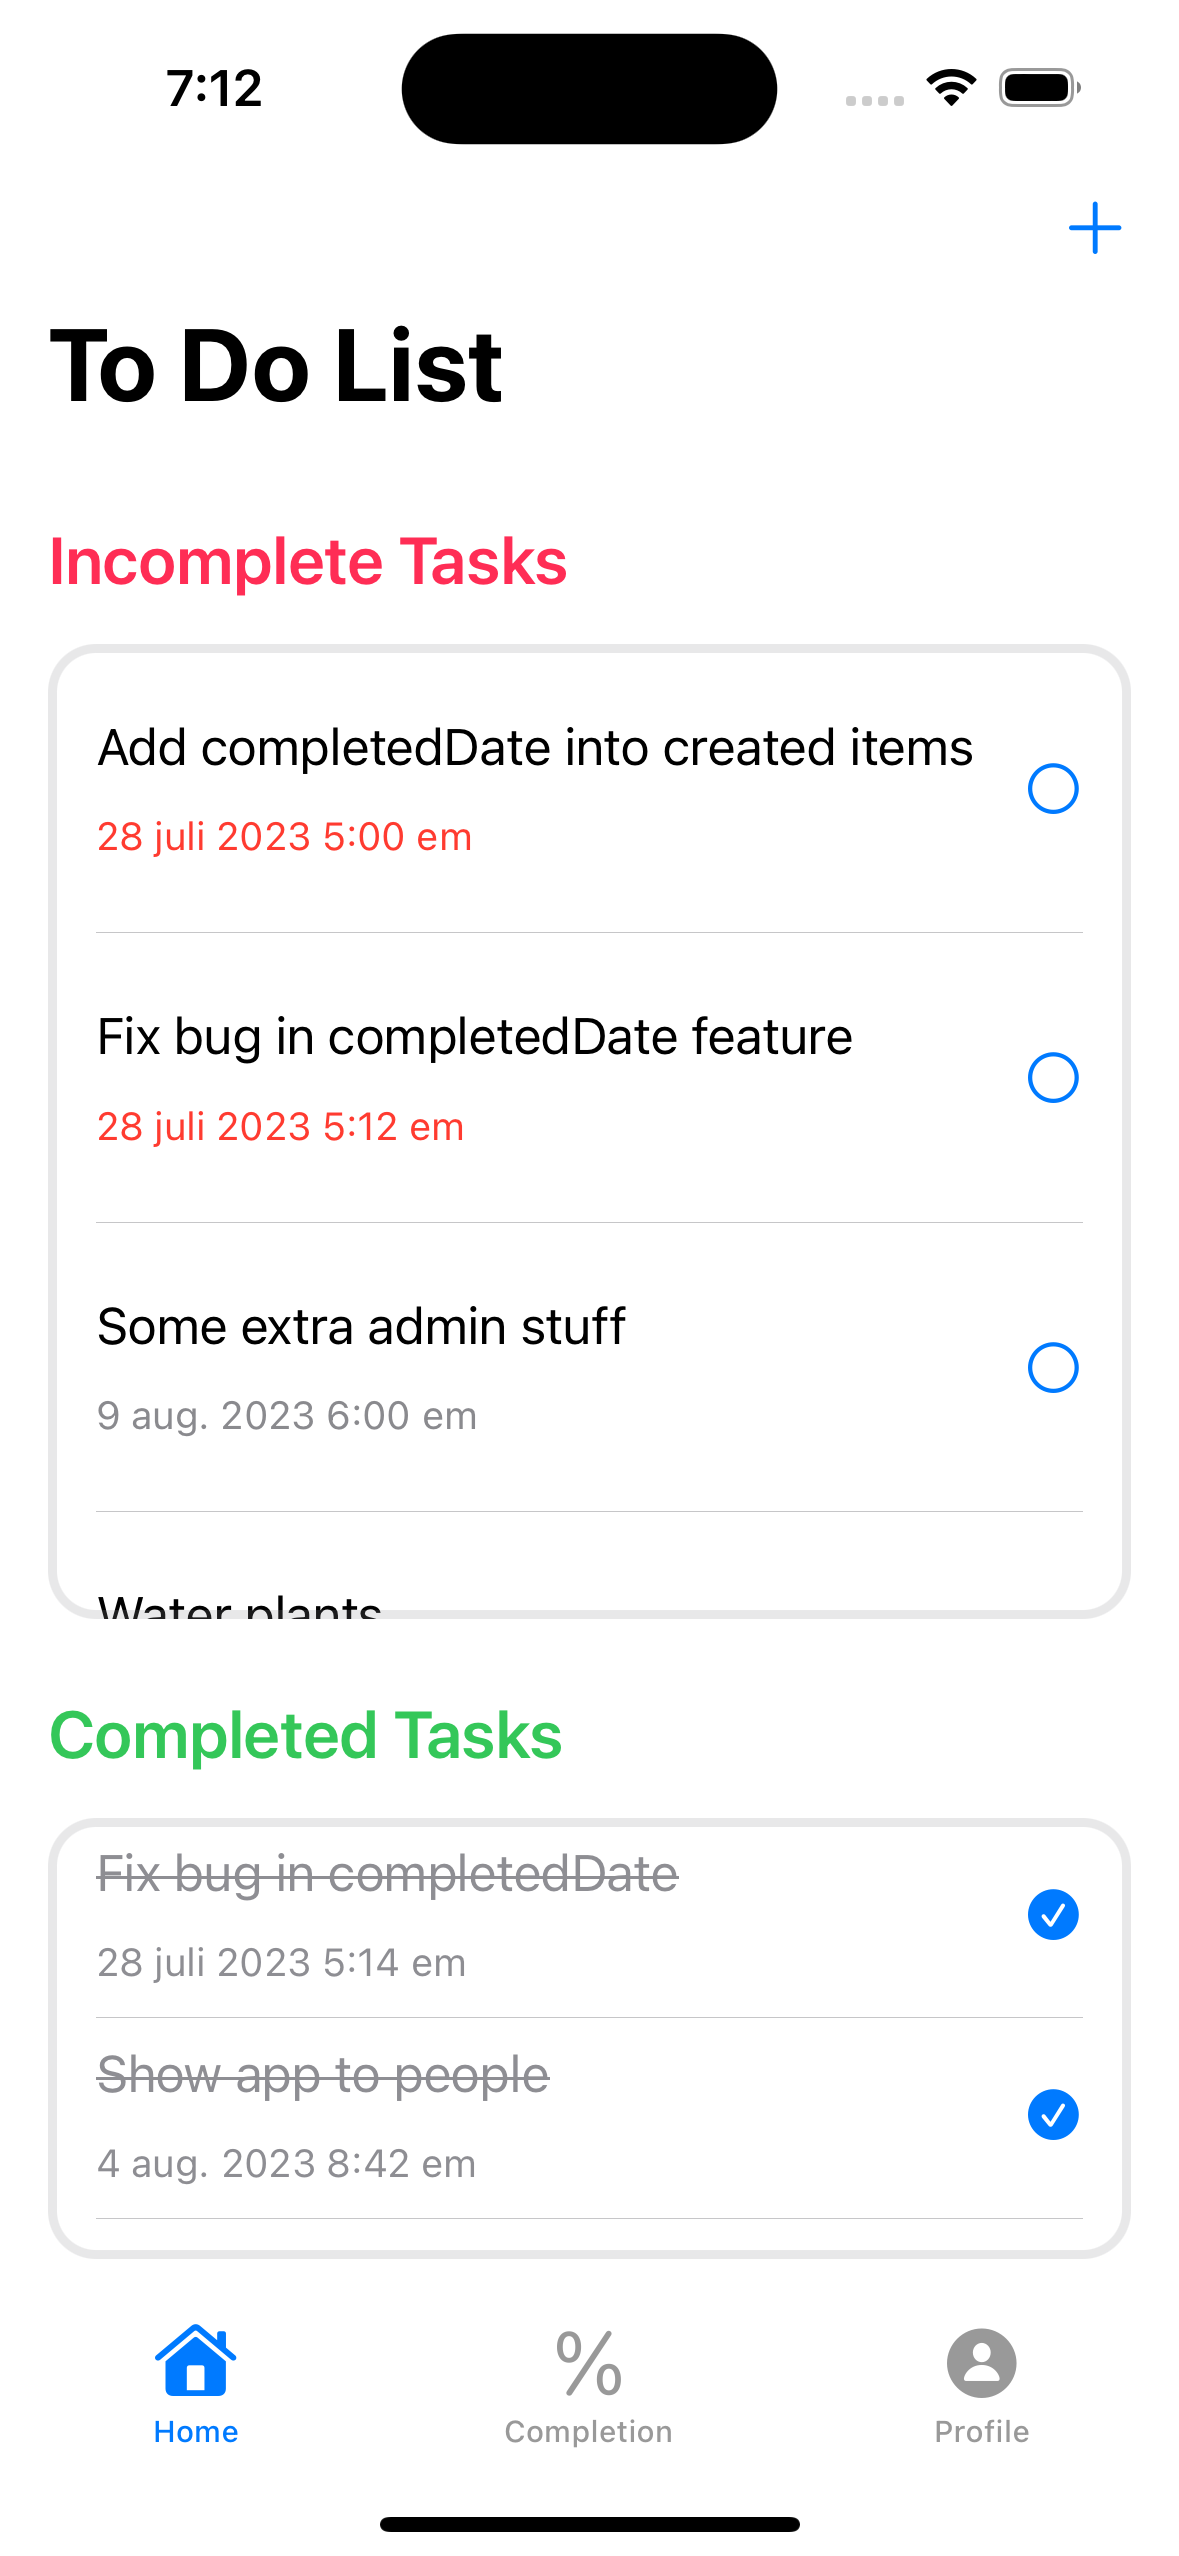 7:12
To Do List
Incomplete Tasks
Add completedDate into created items
28 juli 2023 5:00 em
Fix bug in completedDate feature
28 juli 2023 5:12 em
Some extra admin stuff
9 aug. 2023 6:00 em
Water plants
Completed Tasks
Fix bug in completedDate
28 juli 2023 5:14 em
Show app to people
4 aug. 2023 8:42 em
%
Home
Completion
Profile